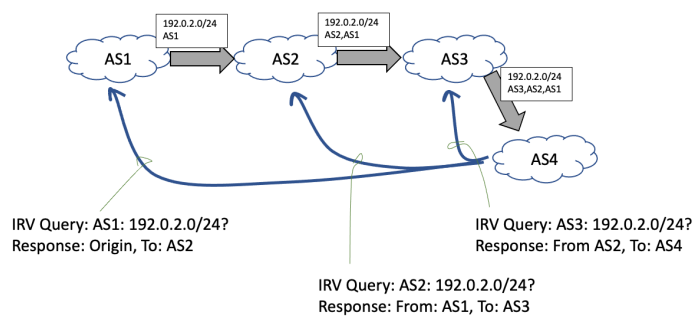 192.0.2.0/24
AS1
192.0.2.0/24
AS2,AS1
AS1
AS2
AS3
192.0.2.0/24
AS3,AS2,AS1
AS4
IRV Query: AS1: 192.0.2.0/24?
Response: Origin, To: AS2
IRV Query: AS3: 192.0.2.0/24?
Response: From AS2, To: AS4
IRV Query: AS2: 192.0.2.0/24?
Response: From: AS1, To: AS3